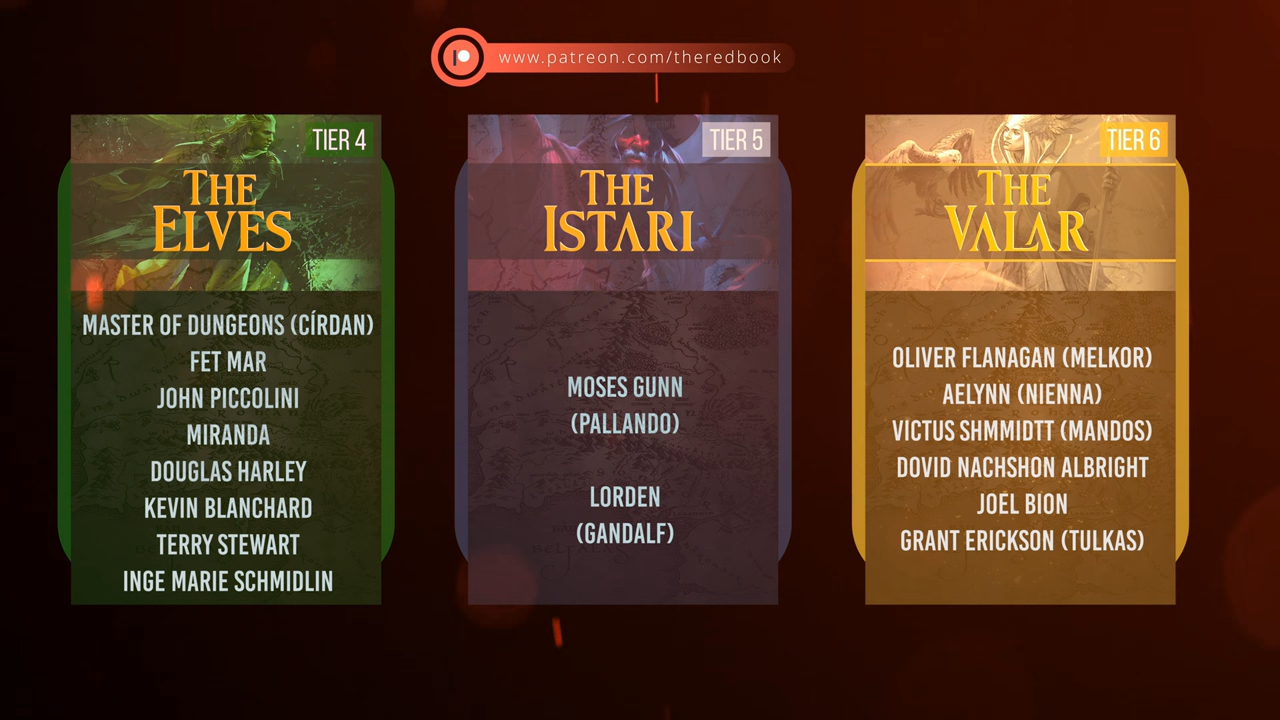 www.patreon.com/theredbook
TIER 4
THE
ELVES
MASTER OF DUNGEONS (CÍRDAN)
FET MAR
JOHN PICCOLINI
MIRANDA
DOUGLAS HARLEY
KEVIN BLANCHARD
TERRY STEWART
INGE MARIE SCHMIDLIN
TIER 5
THE
ISTARI
MOSES GUNN
(PALLANDO)
LORDEN
(GANDALF)
TIER 6
THE
VALAR
OLIVER FLANAGAN (MELKOR)
AELYNN (NIENNA)
VICTUS SHMMIDTT (MANDOS)
DOVID NACHSHON ALBRIGHT
JOEL BION
GRANT ERICKSON (TULKAS)